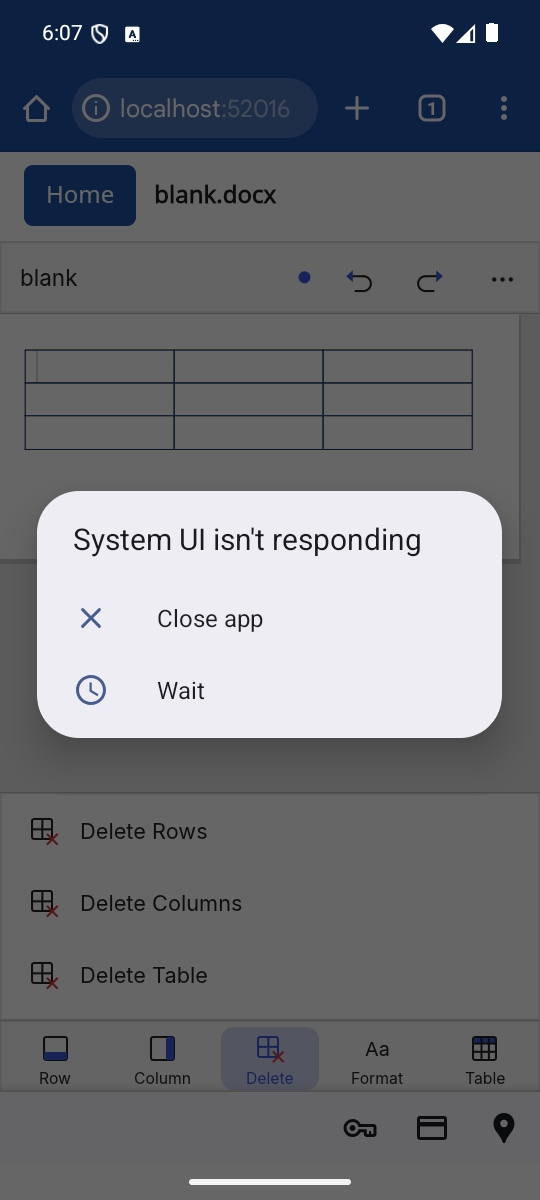 6:07
localhost:52016
1
Home
blank.docx
blank
System UI isn't responding
Close app
Wait
Delete Rows
Delete Columns
Delete Table
Aa
Row
Column
Delete
Format
Table